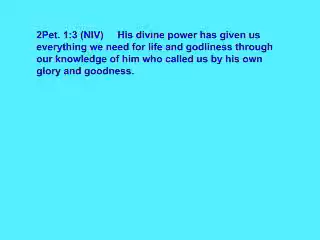 2Pet. 1:3 (NIV) His divine power has given us
everything we need for life and godliness through
our knowledge of him who called us by his own
glory and goodness.